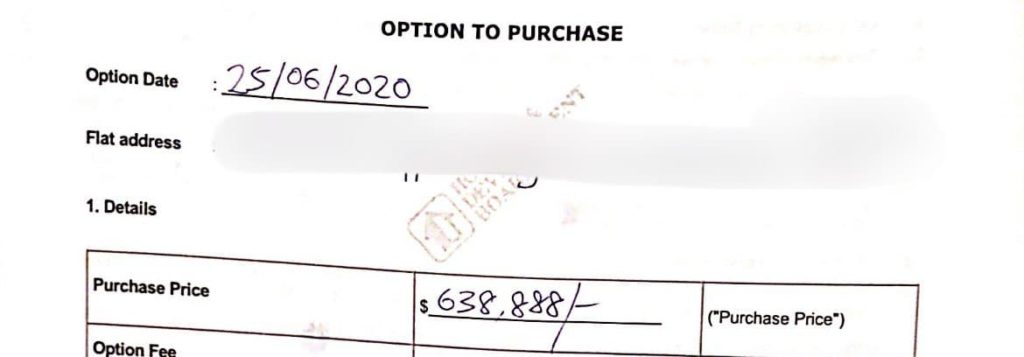 OPTION TO PURCHASE
Option Date : 25/06/2020
Flat address
1. Details
Purchase Price $ 638,888/- ("Purchase Price")
Option Fee